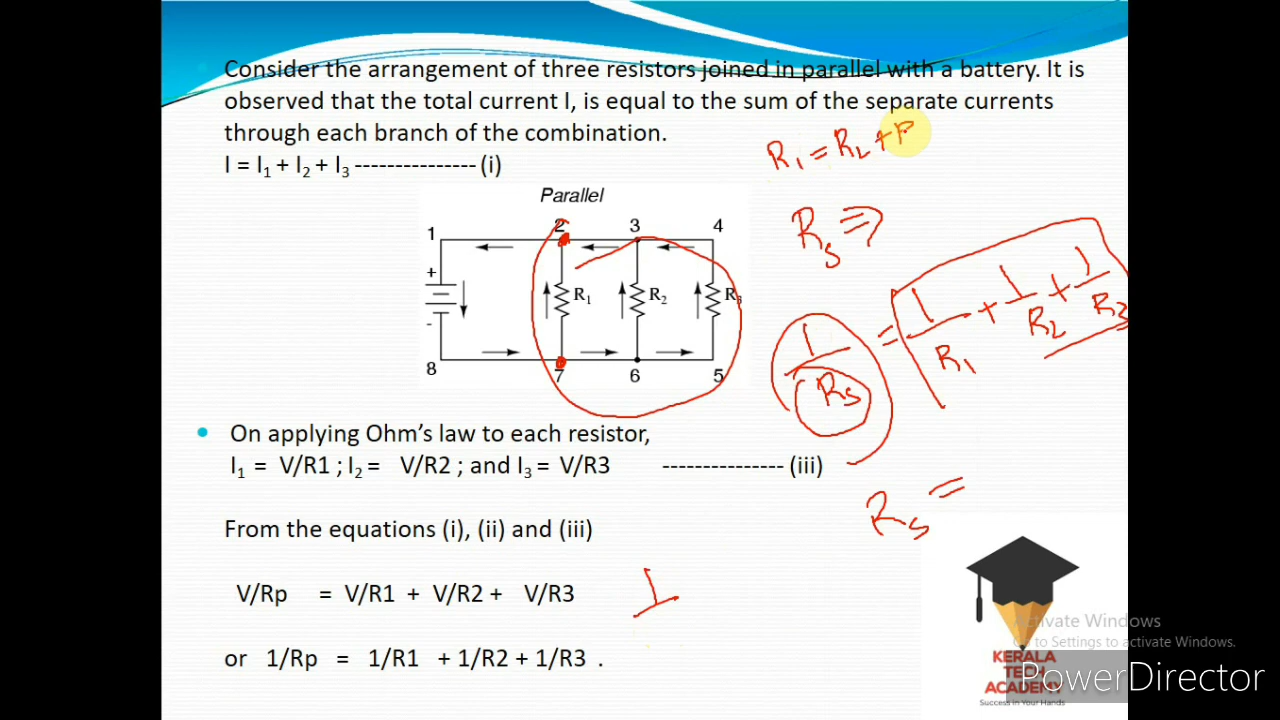 Consider the arrangement of three resistors joined in parallel with a battery. It is
observed that the total current I, is equal to the sum of the separate currents
through each branch of the combination.
I = I₁ + I₂ + I₃ --------------- (i)
R₁ = R₂ +
Parallel
1
2
3
4
+
-
R₁
R₂
8
7
6
5
Rs ⇒
1/Rs = 1/R1 + 1/R2 + 1/R3
On applying Ohm's law to each resistor,
I₁ = V/R1 ; I₂ = V/R2 ; and I₃ = V/R3 --------------- (iii)
Rs =
From the equations (i), (ii) and (iii)
V/Rp = V/R1 + V/R2 + V/R3
I
or 1/Rp = 1/R1 + 1/R2 + 1/R3 .
Activate Windows
Go to Settings to activate Windows.
KERALA
TECH
ACADEMY
Success in Your Hands
PowerDirector